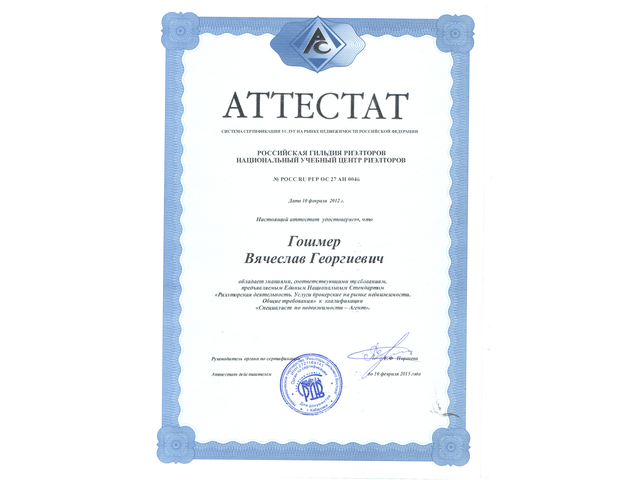 АС
АТТЕСТАТ
СИСТЕМА СЕРТИФИКАЦИИ УСЛУГ НА РЫНКЕ НЕДВИЖИМОСТИ РОССИЙСКОЙ ФЕДЕРАЦИИ
РОССИЙСКАЯ ГИЛЬДИЯ РИЭЛТОРОВ
НАЦИОНАЛЬНЫЙ УЧЕБНЫЙ ЦЕНТР РИЭЛТОРОВ
№ РОСС RU РГР ОС 27 АН 0046
Дата 10 февраля 2012 г.
Настоящий аттестат удостоверяет, что
Гошмер
Вячеслав Георгиевич
обладает знаниями, соответствующими требованиям,
предъявляемым Единым Национальным Стандартом
«Риэлторская деятельность. Услуги брокерские на рынке недвижимости.
Общие требования» к квалификации
«Специалист по недвижимости – Агент».
Руководитель органа по сертификации
Аттестат действителен до 10 февраля 2015 года
Для документов
г. Хабаровск